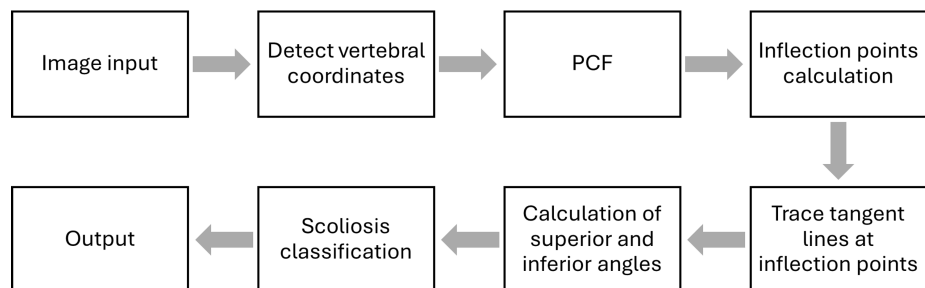 Image input
Detect vertebral
coordinates
PCF
Inflection points
calculation
Trace tangent
lines at
inflection points
Calculation of
superior and
inferior angles
Scoliosis
classification
Output